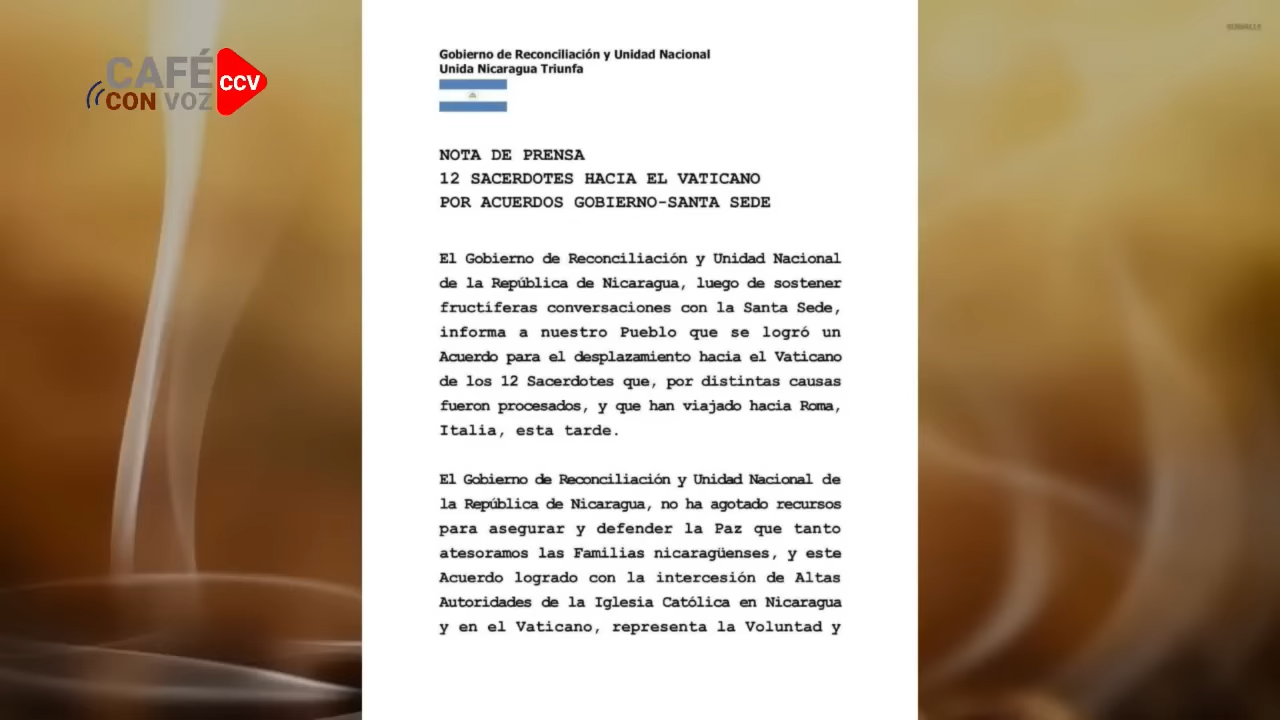 CAFÉ
CON VOZ
CCV
Gobierno de Reconciliación y Unidad Nacional
Unida Nicaragua Triunfa
NOTA DE PRENSA
12 SACERDOTES HACIA EL VATICANO
POR ACUERDOS GOBIERNO-SANTA SEDE
El Gobierno de Reconciliación y Unidad Nacional
de la República de Nicaragua, luego de sostener
fructíferas conversaciones con la Santa Sede,
informa a nuestro Pueblo que se logró un
Acuerdo para el desplazamiento hacia el Vaticano
de los 12 Sacerdotes que, por distintas causas
fueron procesados, y que han viajado hacia Roma,
Italia, esta tarde.
El Gobierno de Reconciliación y Unidad Nacional de
la República de Nicaragua, no ha agotado recursos
para asegurar y defender la Paz que tanto
atesoramos las Familias nicaragüenses, y este
Acuerdo logrado con la intercesión de Altas
Autoridades de la Iglesia Católica en Nicaragua
y en el Vaticano, representa la Voluntad y